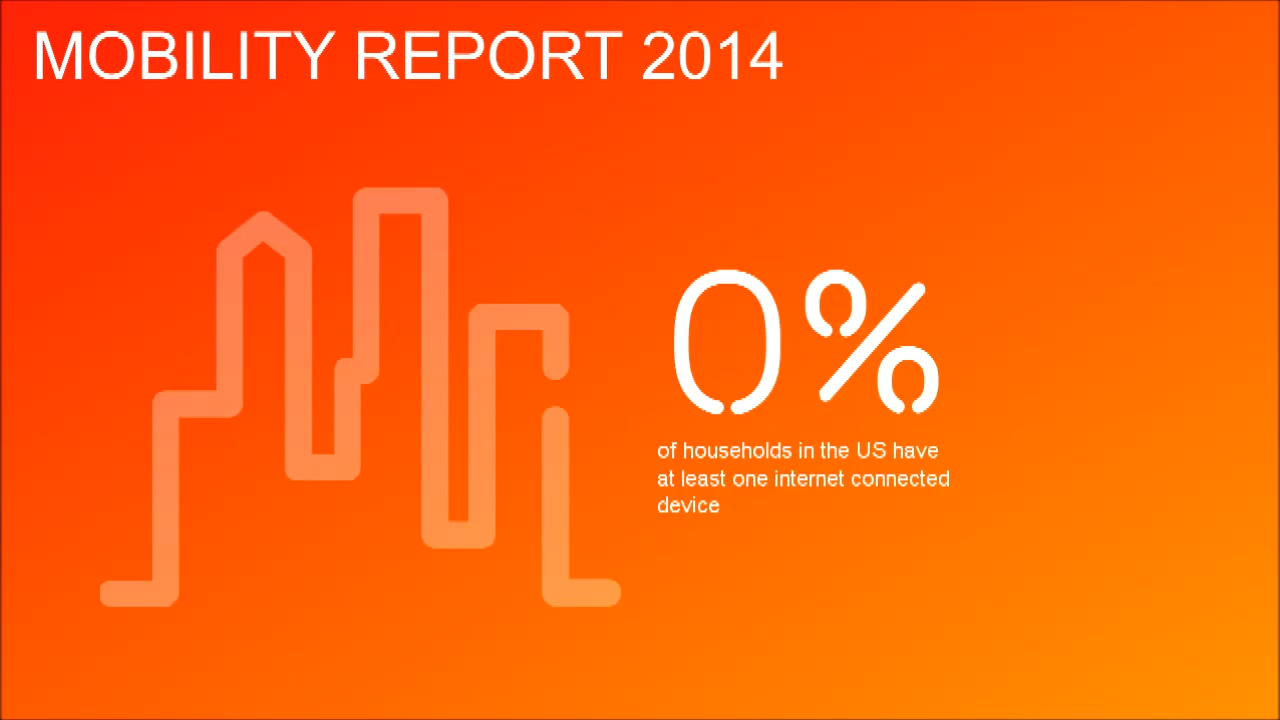 MOBILITY REPORT 2014
0%
of households in the US have
at least one internet connected
device